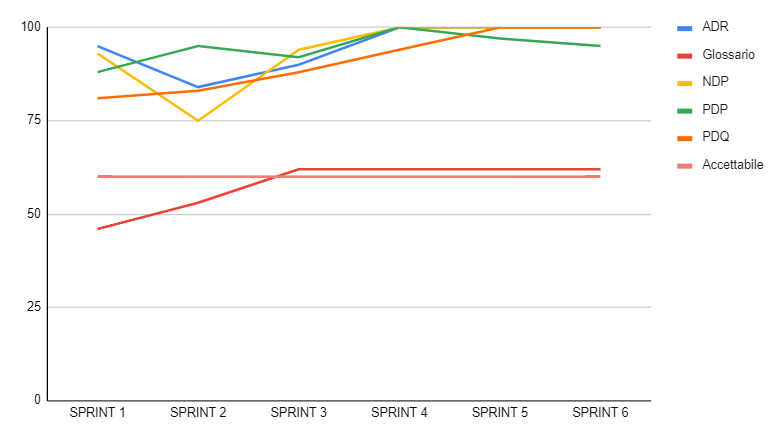 100
75
50
25
0
SPRINT 1 SPRINT 2 SPRINT 3 SPRINT 4 SPRINT 5 SPRINT 6
ADR
Glossario
NDP
PDP
PDQ
Accettabile